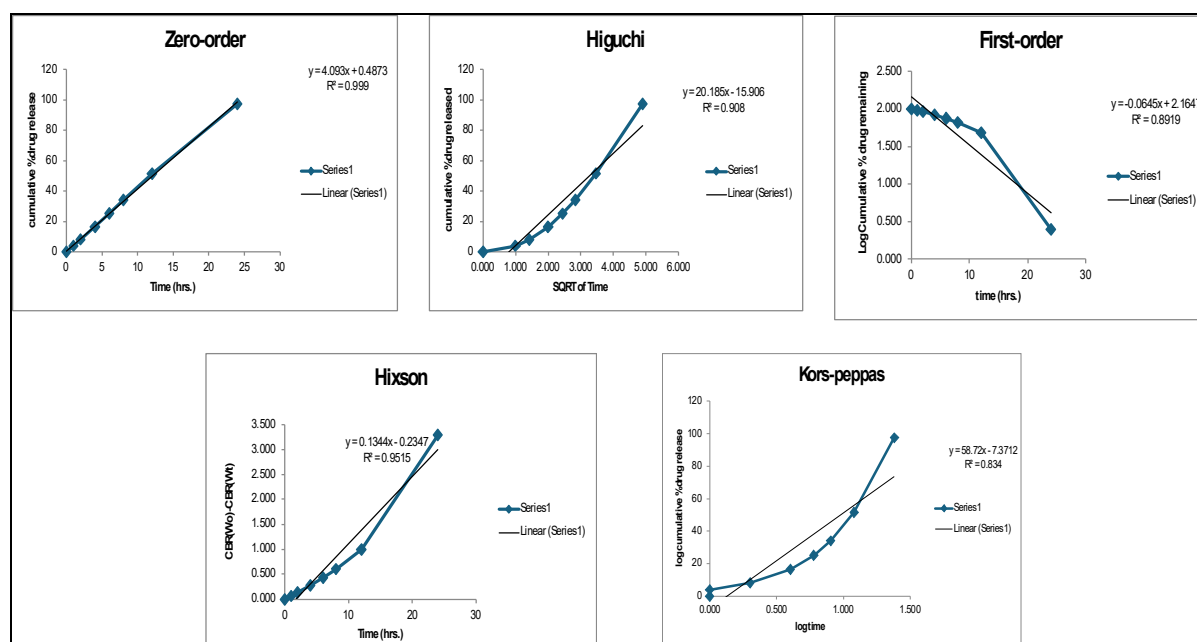 Zero-order
y = 4.093x + 0.4873
R² = 0.999
cumulative %drug release
120
100
80
60
40
20
0
0 5 10 15 20 25 30
Time (hrs.)
Series1
Linear (Series1)
Higuchi
y = 20.185x - 15.906
R² = 0.908
cumulative %drug released
120
100
80
60
40
20
0
0.000 1.000 2.000 3.000 4.000 5.000 6.000
SQRT of Time
Series1
Linear (Series1)
First-order
y = -0.0645x + 2.1647
R² = 0.8919
Log Cumulative % drug remaining
2.500
2.000
1.500
1.000
0.500
0.000
0 10 20 30
time (hrs.)
Series1
Linear (Series1)
Hixson
y = 0.1344x - 0.2347
R² = 0.9515
CBR(Wo)-CBR(Wt)
3.500
3.000
2.500
2.000
1.500
1.000
0.500
0.000
0 10 20 30
Time (hrs.)
Series1
Linear (Series1)
Kors-peppas
y = 58.72x - 7.3712
R² = 0.834
log cumulative %drug release
120
100
80
60
40
20
0
0.000 0.500 1.000 1.500
log time
Series1
Linear (Series1)